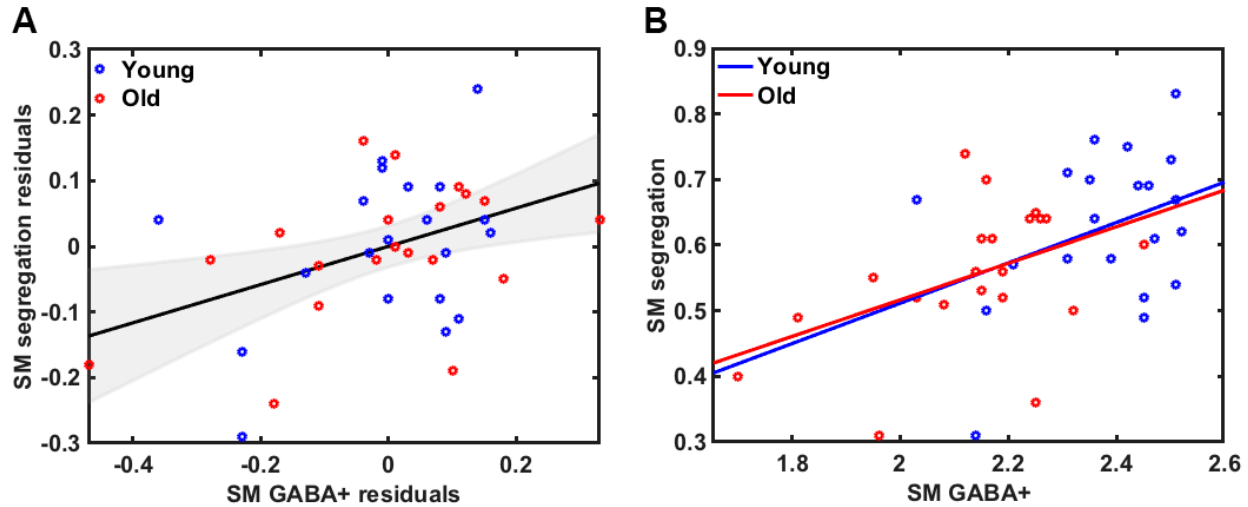 A
SM segregation residuals
0.3
0.2
0.1
0
-0.1
-0.2
-0.3
Young
Old
-0.4
-0.2
0
0.2
SM GABA+ residuals
B
SM segregation
0.9
0.8
0.7
0.6
0.5
0.4
0.3
Young
Old
1.8
2
2.2
2.4
2.6
SM GABA+